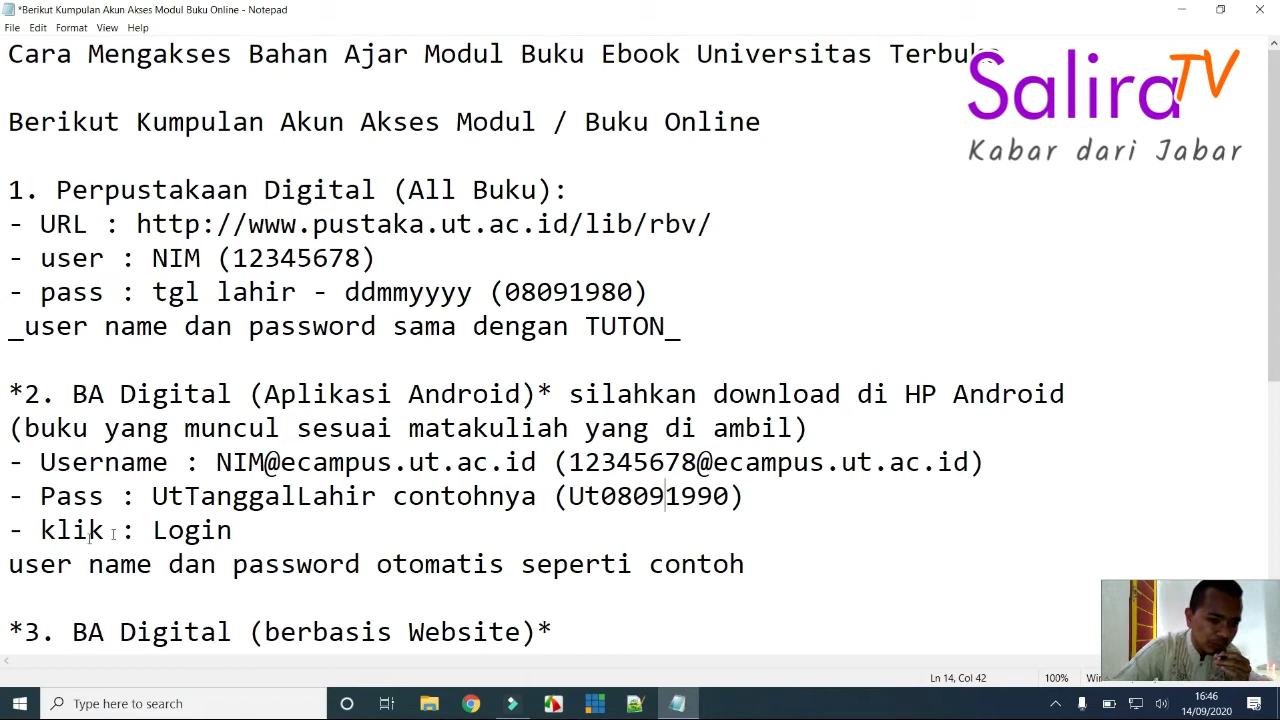 *Berikut Kumpulan Akun Akses Modul Buku Online - Notepad
File Edit Format View Help
Cara Mengakses Bahan Ajar Modul Buku Ebook Universitas
Salira TV
Kabar dari Jabar
Berikut Kumpulan Akun Akses Modul / Buku Online
1. Perpustakaan Digital (All Buku):
- URL : http://www.pustaka.ut.ac.id/lib/rbv/
- user : NIM (12345678)
- pass : tgl lahir - ddmmyyyy (08091980)
_user name dan password sama dengan TUTON_
*2. BA Digital (Aplikasi Android)* silahkan download di HP Android
(buku yang muncul sesuai matakuliah yang di ambil)
- Username : NIM@ecampus.ut.ac.id (12345678@ecampus.ut.ac.id)
- Pass : UtTanggalLahir contohnya (Ut08091990)
- klik : Login
user name dan password otomatis seperti contoh
*3. BA Digital (berbasis Website)*
Ln 14, Col 42
100%
Type here to search
16:46
14/09/2020